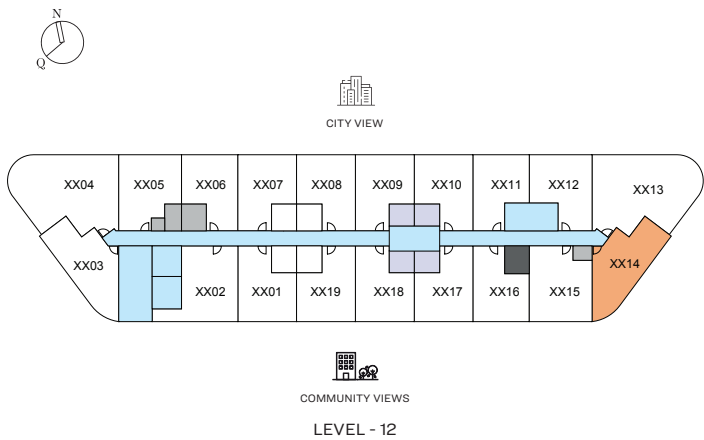 N
Q
CITY VIEW
XX04 XX05 XX06 XX07 XX08 XX09 XX10 XX11 XX12 XX13
XX03 XX14
XX02 XX01 XX19 XX18 XX17 XX16 XX15
COMMUNITY VIEWS
LEVEL - 12